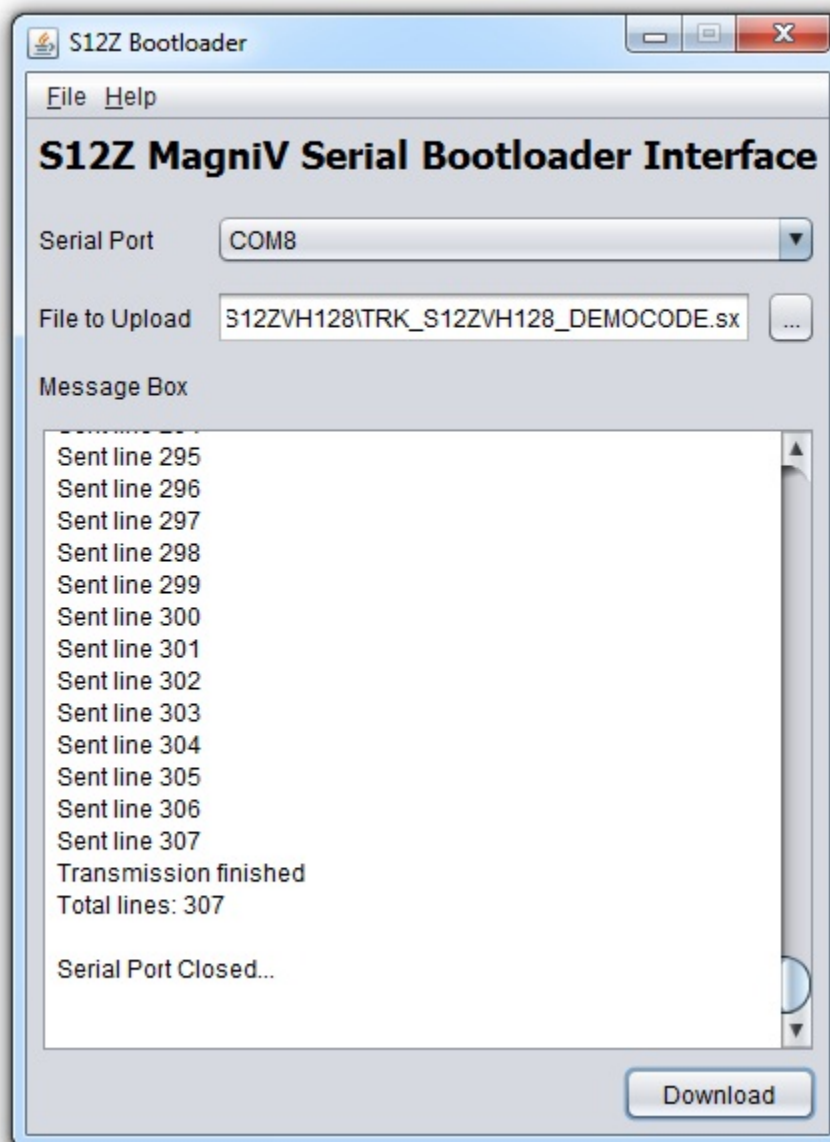 S12Z Bootloader
File Help
S12Z MagniV Serial Bootloader Interface
Serial Port COM8
File to Upload S12ZVH128\TRK_S12ZVH128_DEMOCODE.sx ...
Message Box
Sent line 295
Sent line 296
Sent line 297
Sent line 298
Sent line 299
Sent line 300
Sent line 301
Sent line 302
Sent line 303
Sent line 304
Sent line 305
Sent line 306
Sent line 307
Transmission finished
Total lines: 307
Serial Port Closed...
Download